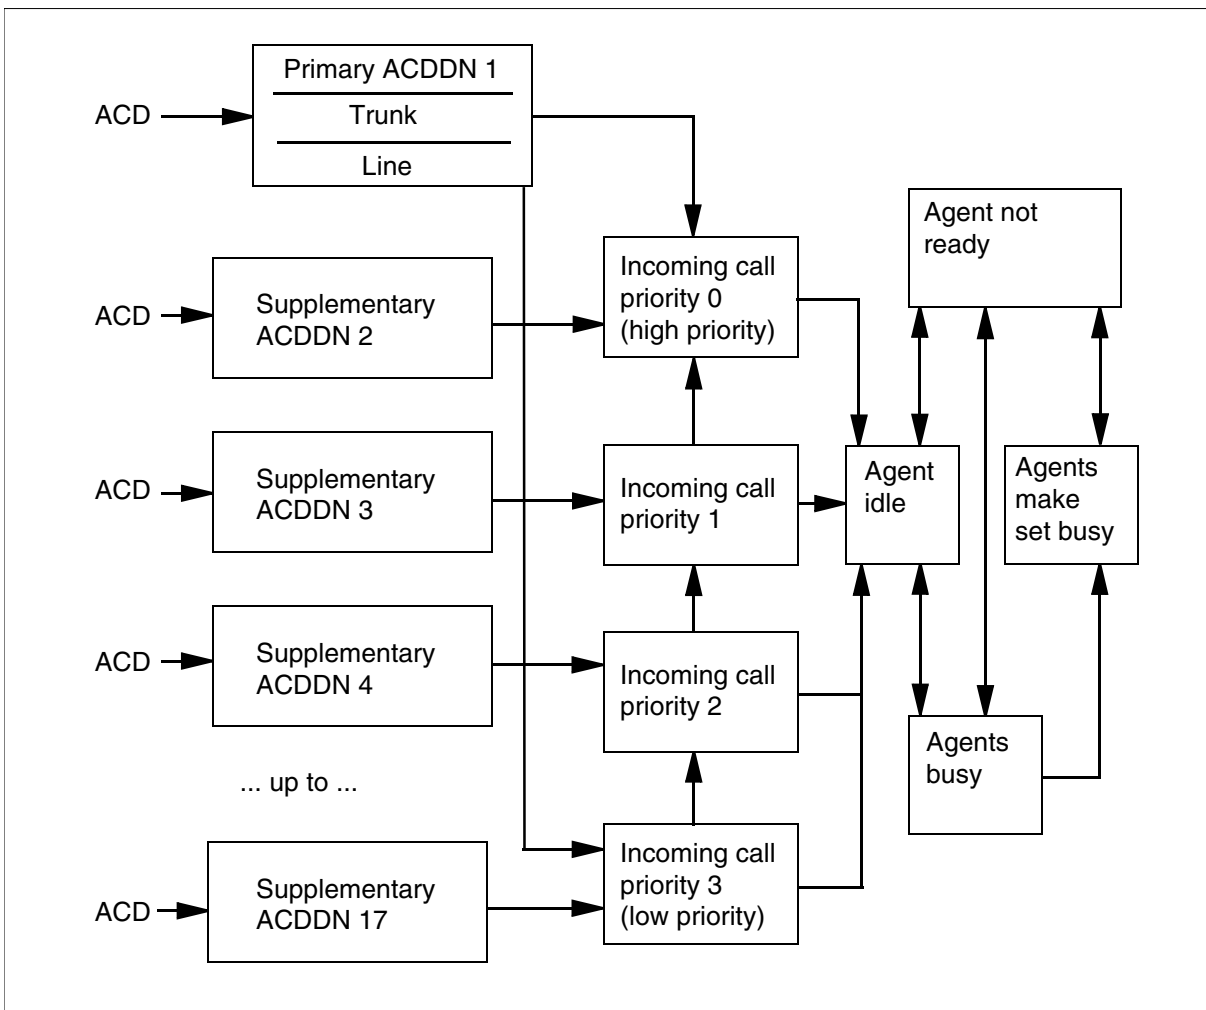 Primary ACDDN 1
ACD
Trunk
Line
Agent not
ready
Incoming call
priority 0
(high priority)
ACD
Supplementary
ACDDN 2
Agent
idle
Agents
make
set busy
ACD
Supplementary
ACDDN 3
Incoming call
priority 1
ACD
Supplementary
ACDDN 4
Incoming call
priority 2
Agents
busy
... up to ...
Incoming call
priority 3
(low priority)
ACD
Supplementary
ACDDN 17